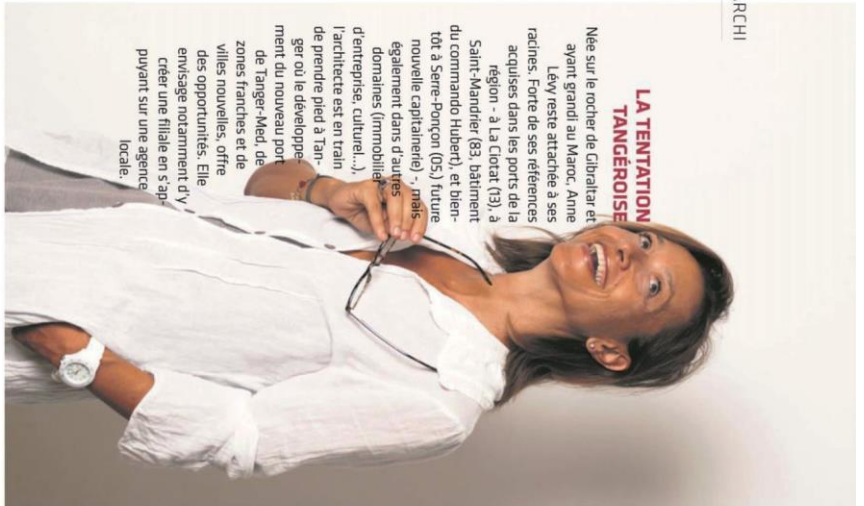 ARCHI
LA TENTATION
TANGÉROISE
Née sur le rocher de Gibraltar et
ayant grandi au Maroc, Anne
Lévy reste attachée à ses
racines. Forte de ses références
acquises dans les ports de la
région - à La Ciotat (13), à
Saint-Mandrier (83, bâtiment
du commando Hubert), et bien-
tôt à Serre-Ponçon (05,) future
nouvelle capitainerie) -, mais
également dans d'autres
domaines (immobilier
d'entreprise, culturel...),
l'architecte est en train
de prendre pied à Tan-
ger où le développe-
ment du nouveau port
de Tanger-Med, de
zones franches et de
villes nouvelles, offre
des opportunités. Elle
envisage notamment d'y
créer une filiale en s'ap-
puyant sur une agence
locale.